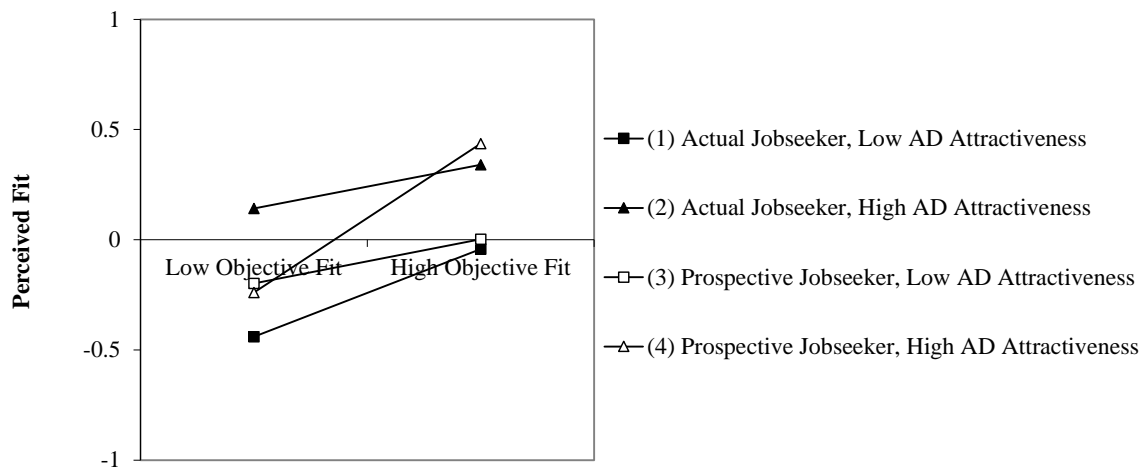 1
0.5
0
-0.5
-1
Perceived Fit
Low Objective Fit
High Objective Fit
(1) Actual Jobseeker, Low AD Attractiveness
(2) Actual Jobseeker, High AD Attractiveness
(3) Prospective Jobseeker, Low AD Attractiveness
(4) Prospective Jobseeker, High AD Attractiveness